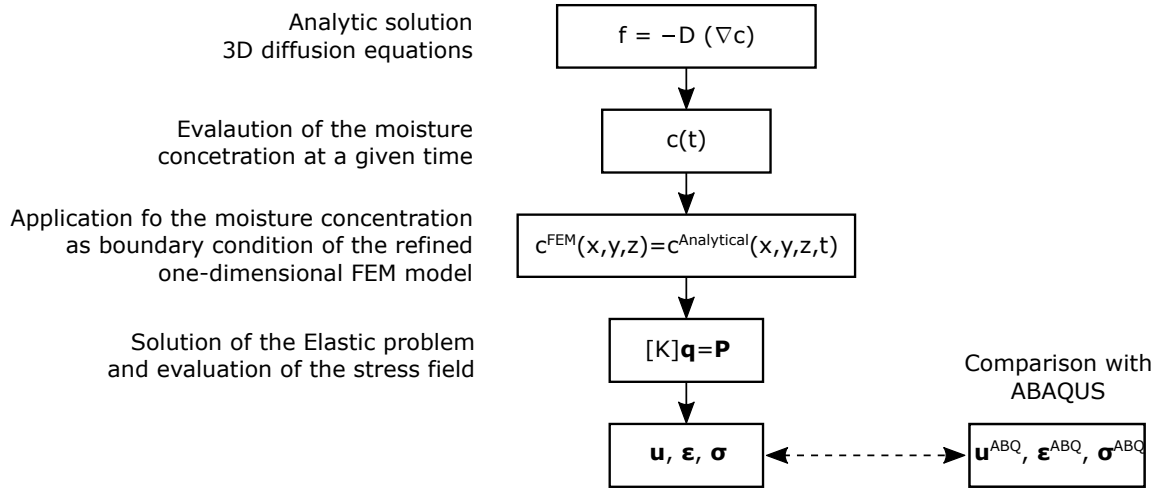 Analytic solution
3D diffusion equations
f = −D (∇c)
Evalaution of the moisture
concetration at a given time
c(t)
Application fo the moisture concentration
as boundary condition of the refined
one-dimensional FEM model
c^FEM(x,y,z)=c^Analytical(x,y,z,t)
Solution of the Elastic problem
and evaluation of the stress field
[K]q=P
Comparison with
ABAQUS
u, ε, σ
u^ABQ, ε^ABQ, σ^ABQ